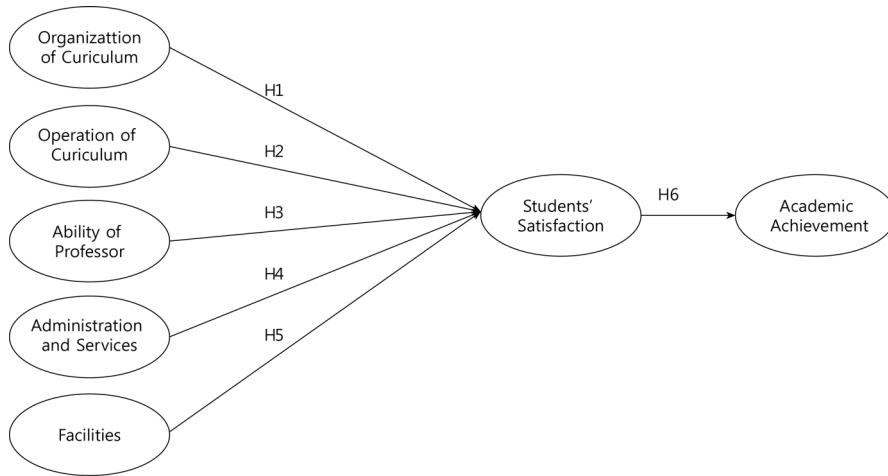 Organizattion
of Curiculum
H1
Operation of
Curiculum
H2
Ability of
Professor
H3
Administration
and Services
H4
Facilities
H5
Students’
Satisfaction
H6
Academic
Achievement